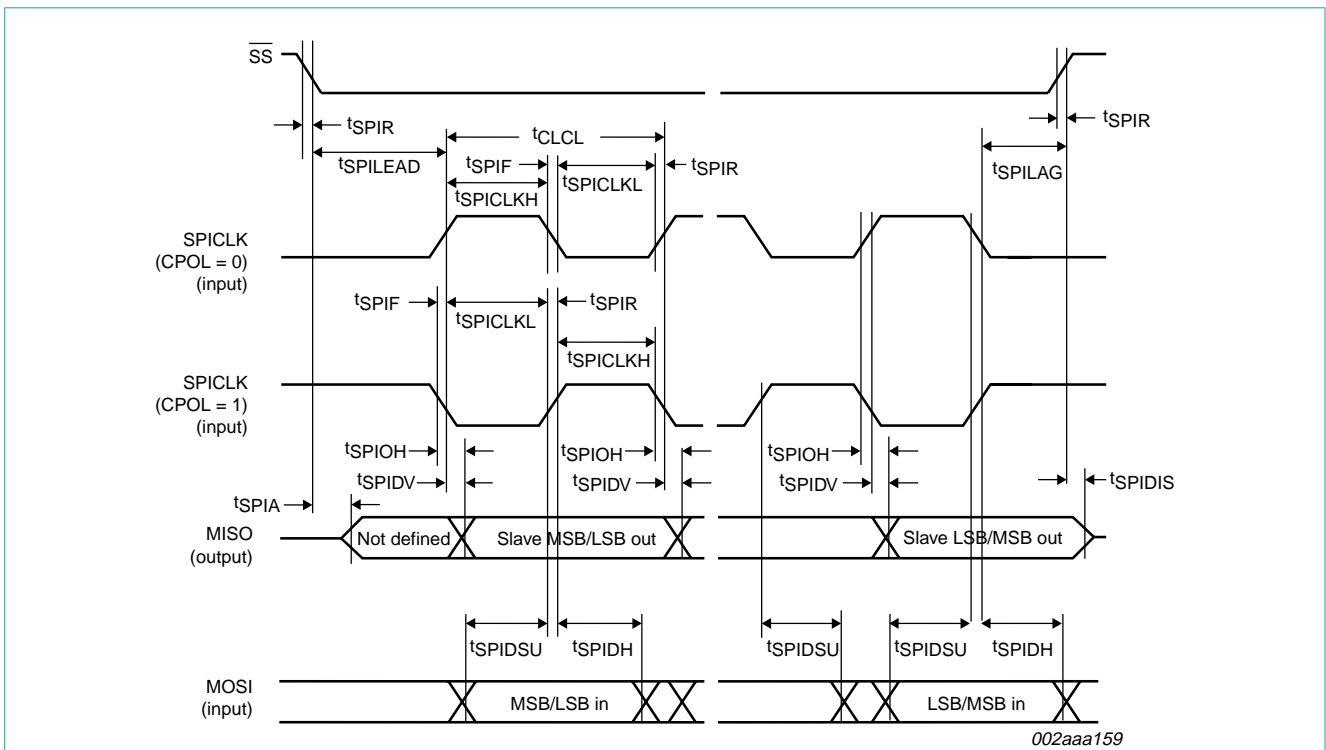 SS
tSPIR
tCLCL
tSPIR
tSPILEAD
tSPIF
tSPICLKL
tSPIR
tSPILAG
tSPICLKH
SPICLK
(CPOL = 0)
(input)
tSPIF
tSPICLKL
tSPIR
tSPICLKH
SPICLK
(CPOL = 1)
(input)
tSPIOH
tSPIOH
tSPIOH
tSPIDV
tSPIDV
tSPIDV
tSPIDIS
tSPIA
MISO
(output)
Not defined
Slave MSB/LSB out
Slave LSB/MSB out
tSPIDSU
tSPIDH
tSPIDSU
tSPIDSU
tSPIDH
MOSI
(input)
MSB/LSB in
LSB/MSB in
002aaa159